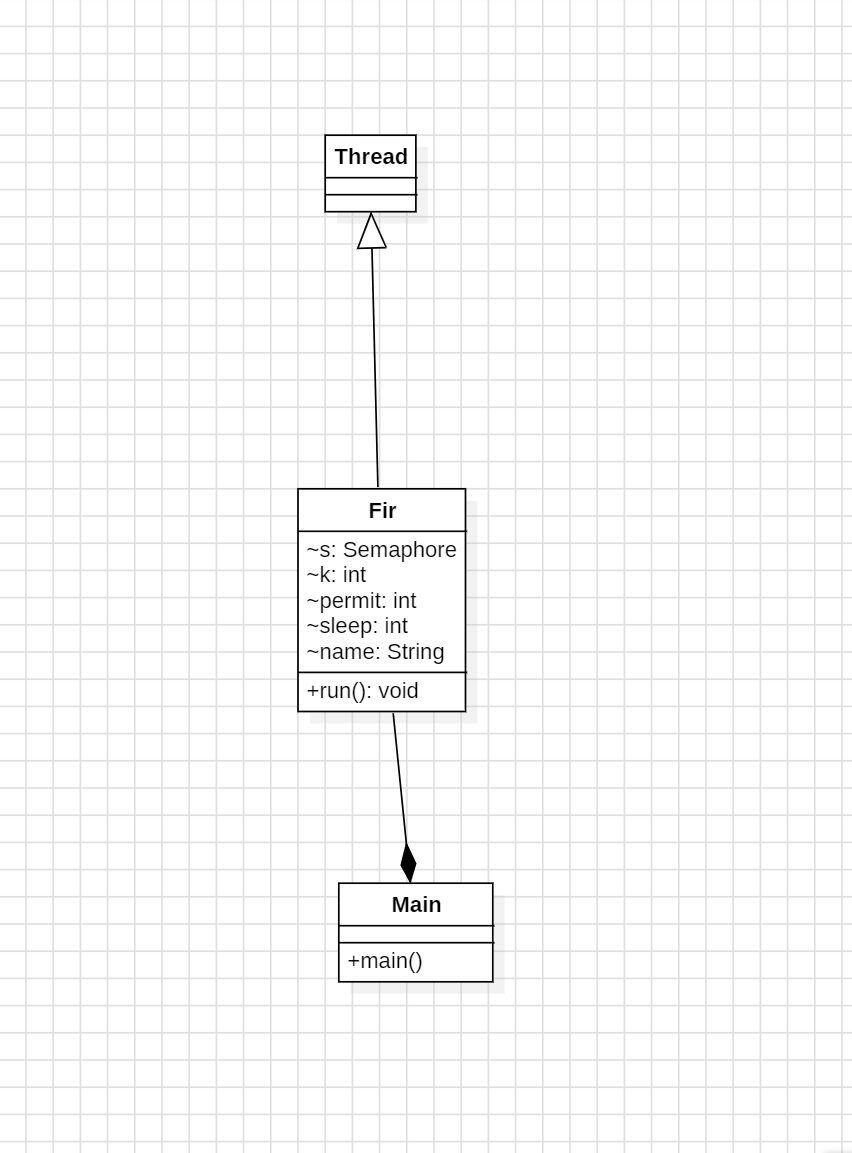 Thread
Fir
~s: Semaphore
~k: int
~permit: int
~sleep: int
~name: String
+run(): void
Main
+main()